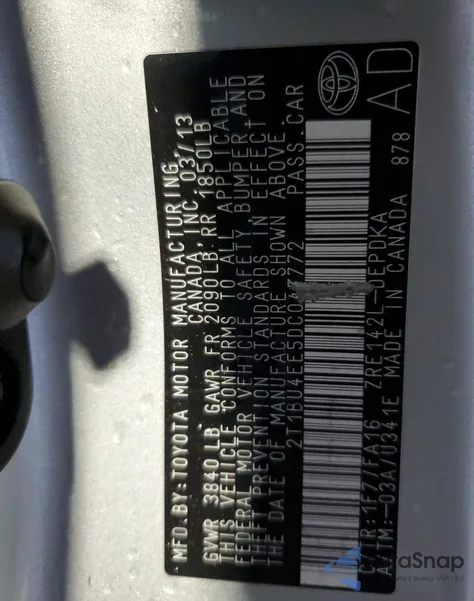 MFD. BY: TOYOTA MOTOR MANUFACTURING
CANADA, INC. 03/13
GVWR 3840 LB GAWR FR 2090 LB RR 1850LB
THIS VEHICLE CONFORMS TO ALL APPLICABLE
FEDERAL MOTOR VEHICLE SAFETY, BUMPER, AND
THEFT PREVENTION STANDARDS IN EFFECT ON
THE DATE OF MANUFACTURE SHOWN ABOVE.
PASS. CAR
C/TR: 1F7/FA16 ZRE142L-DEPDKA
A/TM: -03A/U341E MADE IN CANADA 878
AD